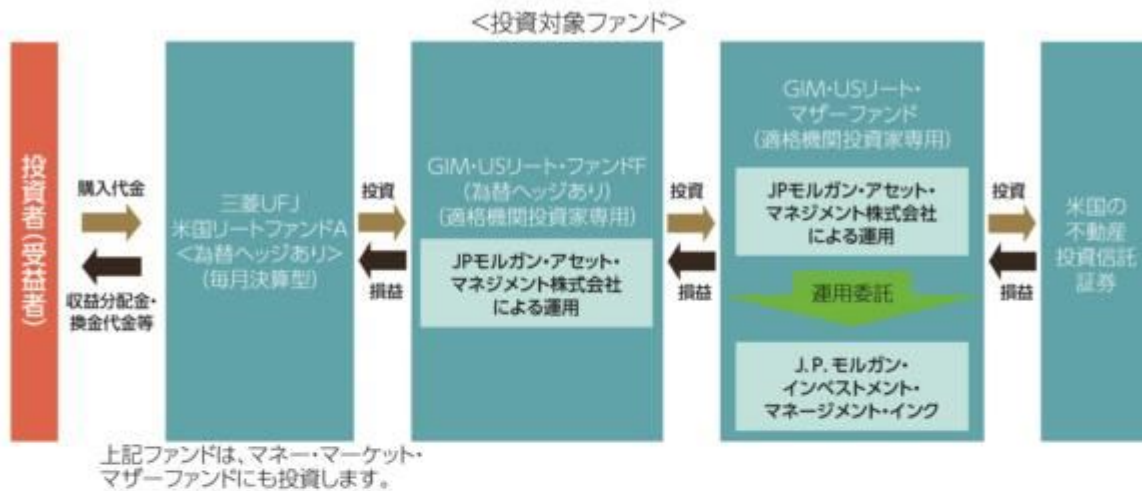 <投資対象ファンド>
投資者(受益者)
購入代金
収益分配金・
換金代金等
三菱UFJ
米国リートファンドA
<為替ヘッジあり>
(毎月決算型)
投資
損益
GIM・USリート・ファンドF
(為替ヘッジあり)
(適格機関投資家専用)
JPモルガン・アセット・
マネジメント株式会社
による運用
投資
損益
GIM・USリート・
マザーファンド
(適格機関投資家専用)
JPモルガン・アセット・
マネジメント株式会社
による運用
運用委託
J.P.モルガン・
インベストメント・
マネージメント・インク
投資
損益
米国の
不動産
投資信託
証券
上記ファンドは、マネー・マーケット・
マザーファンドにも投資します。